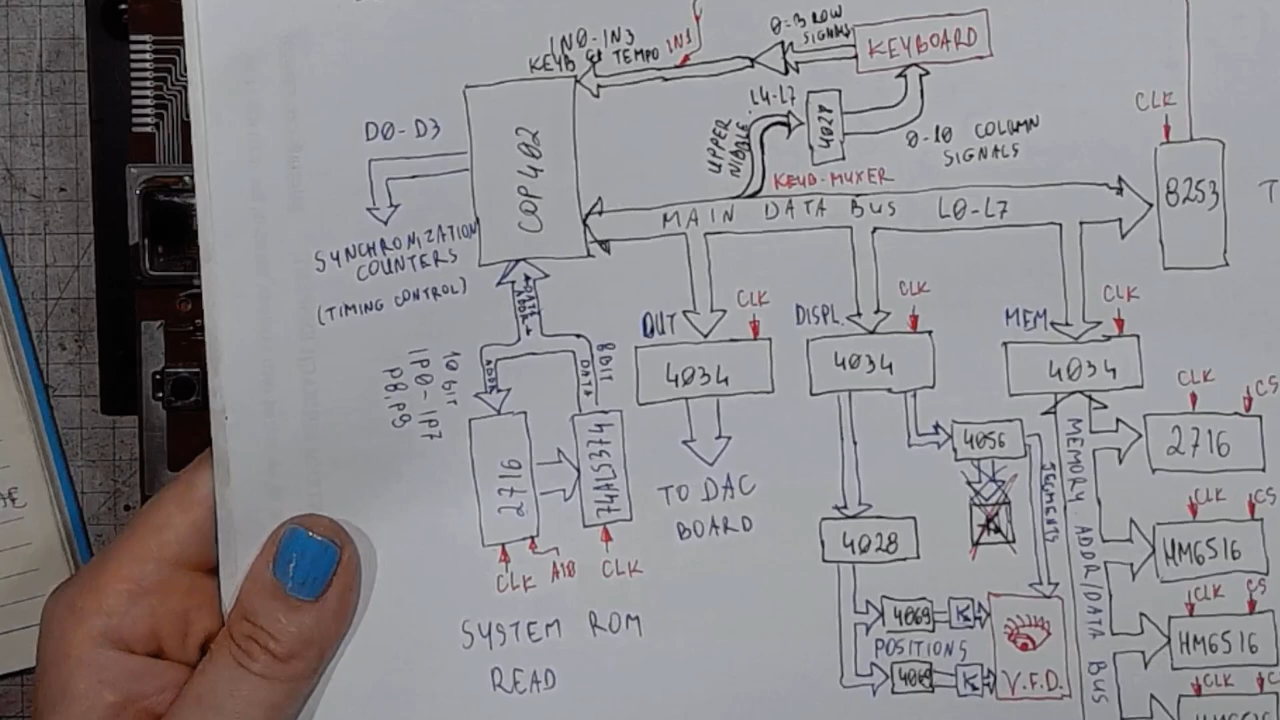 IN0-IN3
KEYB & TEMPO
IN3
0-3 ROW
SIGNALS
KEYBOARD
D0-D3
COP402
L4-L7
UPPER
NIBBLE
4028
0-10 COLUMN
SIGNALS
KEYB-MUXER
CLK
8253
T
MAIN DATA BUS L0-L7
SYNCHRONIZATION
COUNTERS
(TIMING CONTROL)
DATA
ADDR
OUT
CLK
DISPL.
CLK
MEM
CLK
4034
4034
4034
10 bit
IP0-IP7
P8,P9
ADDR
8BIT
DATA
2716
74LS374
CLK
A10
CLK
SYSTEM ROM
READ
TO DAC
BOARD
4056
SEGMENTS
4028
4069
K
POSITIONS
4069
K
V.F.D.
MEMORY ADDR/DATA BUS
CLK
CS
2716
CLK
CS
HM6516
CLK
CS
HM6516
CLK